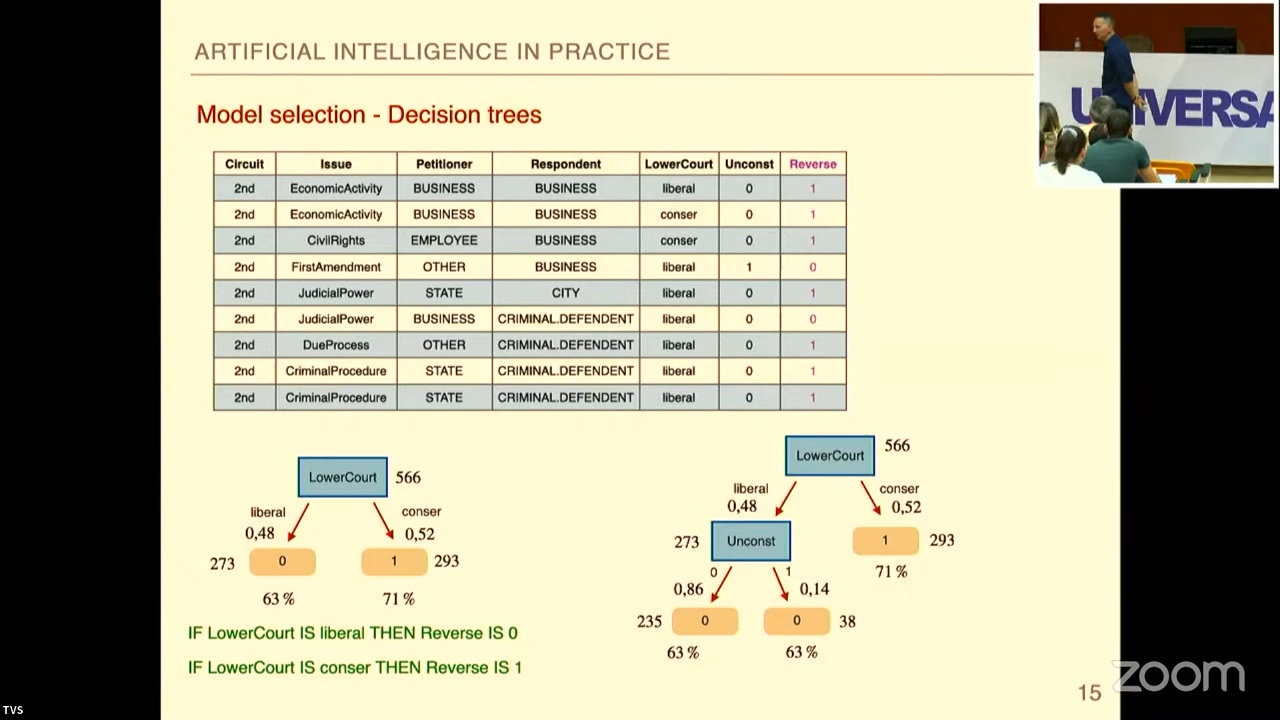 ARTIFICIAL INTELLIGENCE IN PRACTICE
UNIVERSA
Model selection - Decision trees
Circuit Issue Petitioner Respondent LowerCourt Unconst Reverse
2nd EconomicActivity BUSINESS BUSINESS liberal 0 1
2nd EconomicActivity BUSINESS BUSINESS conser 0 1
2nd CivilRights EMPLOYEE BUSINESS conser 0 1
2nd FirstAmendment OTHER BUSINESS liberal 1 0
2nd JudicialPower STATE CITY liberal 0 1
2nd JudicialPower BUSINESS CRIMINAL.DEFENDENT liberal 0 0
2nd DueProcess OTHER CRIMINAL.DEFENDENT liberal 0 1
2nd CriminalProcedure STATE CRIMINAL.DEFENDENT liberal 0 1
2nd CriminalProcedure STATE CRIMINAL.DEFENDENT liberal 0 1
LowerCourt 566
liberal conser
0,48 0,52
273 0 1 293
63 % 71 %
IF LowerCourt IS liberal THEN Reverse IS 0
IF LowerCourt IS conser THEN Reverse IS 1
LowerCourt 566
liberal conser
0,48 0,52
273 Unconst 1 293
71 %
0 1
0,86 0,14
235 0 0 38
63 % 63 %
15
zoom
TVS